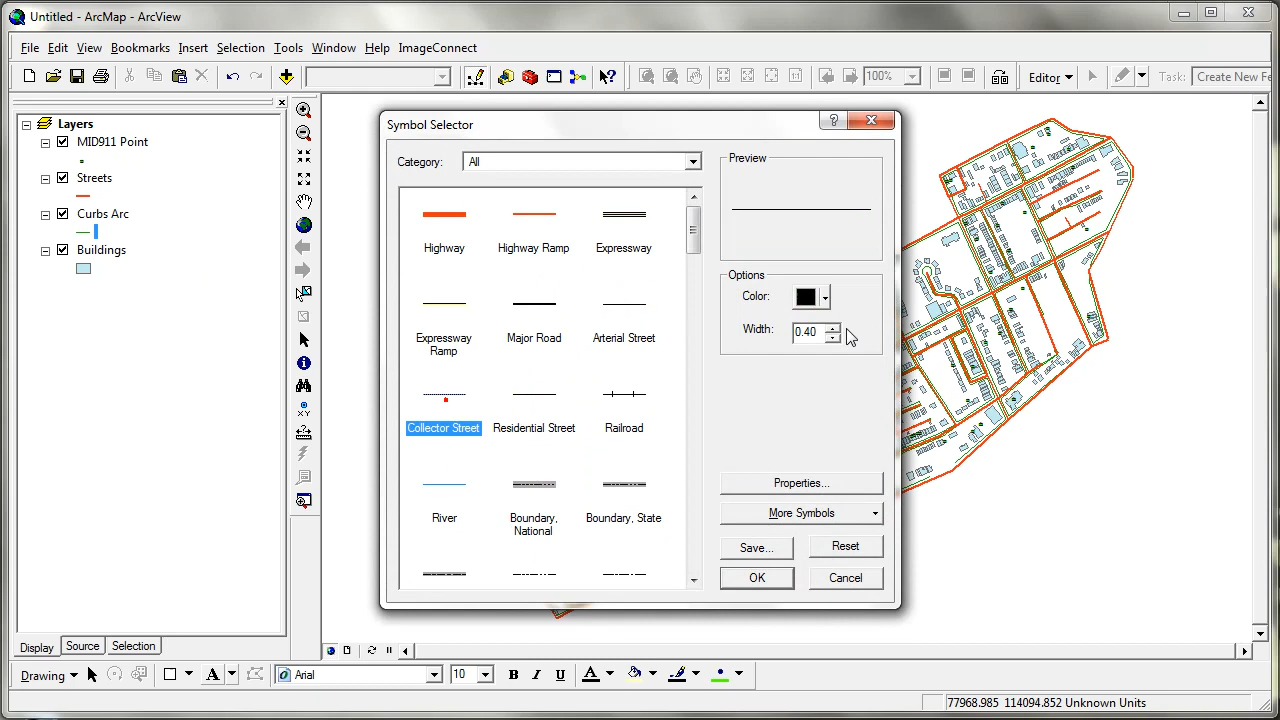 Untitled - ArcMap - ArcView
File Edit View Bookmarks Insert Selection Tools Window Help ImageConnect
100%
Editor
Task:
Create New Fe
Layers
MID911 Point
Streets
Curbs Arc
Buildings
Symbol Selector
?
Category:
All
Highway
Highway Ramp
Expressway
Expressway
Ramp
Major Road
Arterial Street
Collector Street
Residential Street
Railroad
River
Boundary,
National
Boundary, State
Preview
Options
Color:
Width:
0.40
Properties...
More Symbols
Save...
Reset
OK
Cancel
Display Source Selection
Drawing
A
Arial
10
B I U A
77968.985 114094.852 Unknown Units